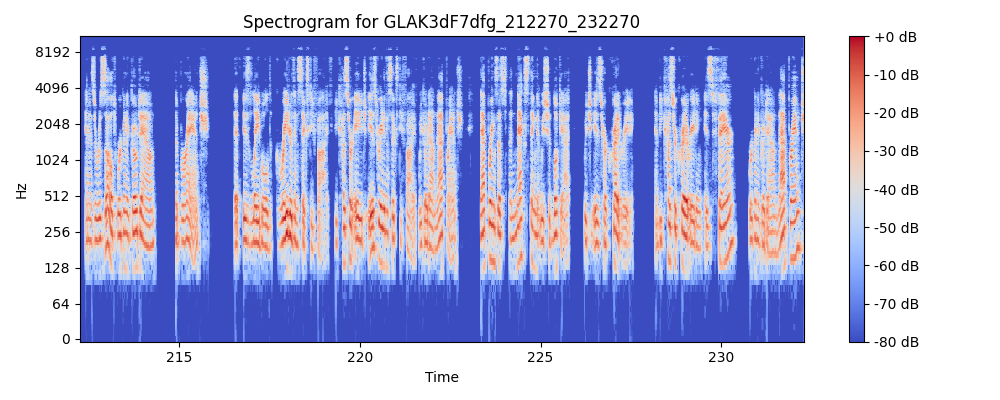 Spectrogram for GLAK3dF7dfg_212270_232270
8192
4096
2048
1024
512
256
128
64
0
Hz
215
220
225
230
Time
+0 dB
-10 dB
-20 dB
-30 dB
-40 dB
-50 dB
-60 dB
-70 dB
-80 dB